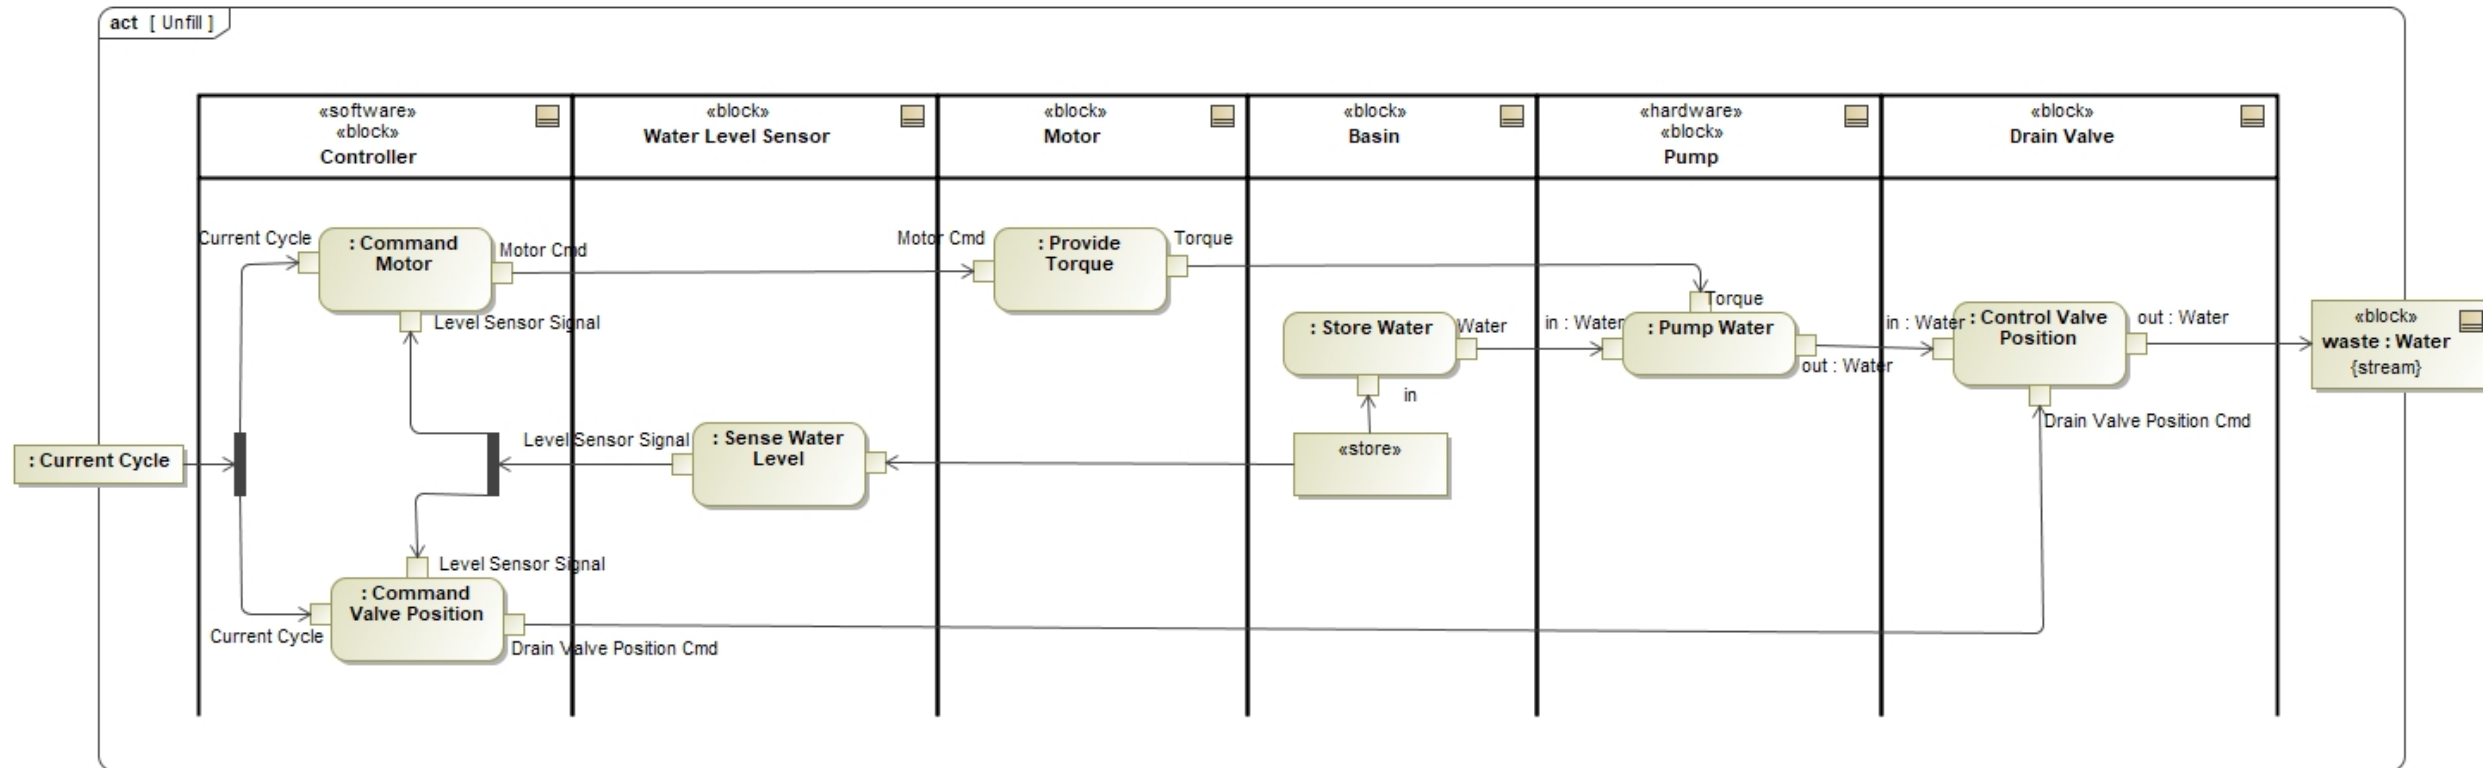 act [ Unfill ]
«software»
«block»
Controller
«block»
Water Level Sensor
«block»
Motor
«block»
Basin
«hardware»
«block»
Pump
«block»
Drain Valve
Current Cycle
: Command
Motor
Motor Cmd
Level Sensor Signal
Motor Cmd
: Provide
Torque
Torque
: Store Water
Water
in
in : Water
Torque
: Pump Water
out : Water
in : Water
: Control Valve
Position
out : Water
Drain Valve Position Cmd
«block»
waste : Water
{stream}
: Current Cycle
Level Sensor Signal
: Sense Water
Level
«store»
Level Sensor Signal
: Command
Valve Position
Current Cycle
Drain Valve Position Cmd